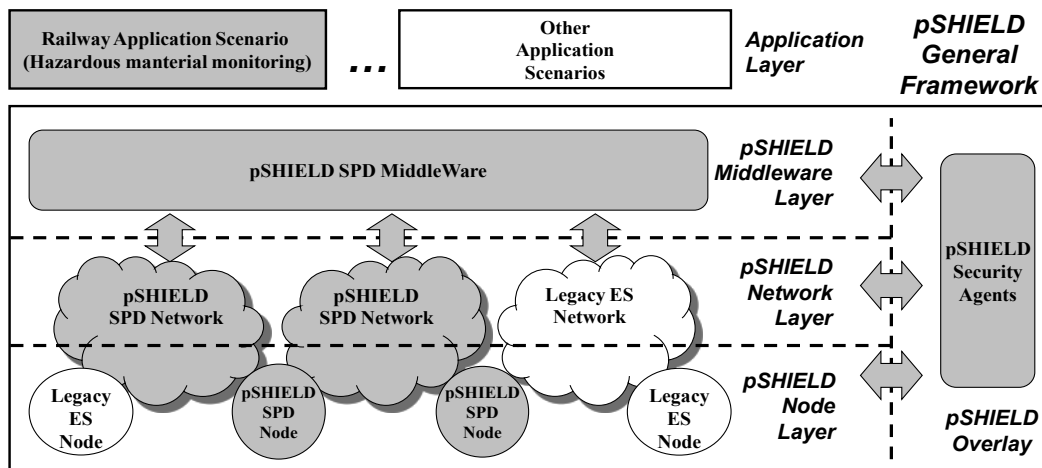 Railway Application Scenario
(Hazardous manterial monitoring)
...
Other
Application
Scenarios
Application
Layer
pSHIELD
General
Framework
pSHIELD SPD MiddleWare
pSHIELD
Middleware
Layer
pSHIELD
SPD Network
pSHIELD
SPD Network
Legacy ES
Network
pSHIELD
Network
Layer
pSHIELD
Security
Agents
Legacy
ES
Node
pSHIELD
SPD
Node
pSHIELD
SPD
Node
Legacy
ES
Node
pSHIELD
Node
Layer
pSHIELD
Overlay